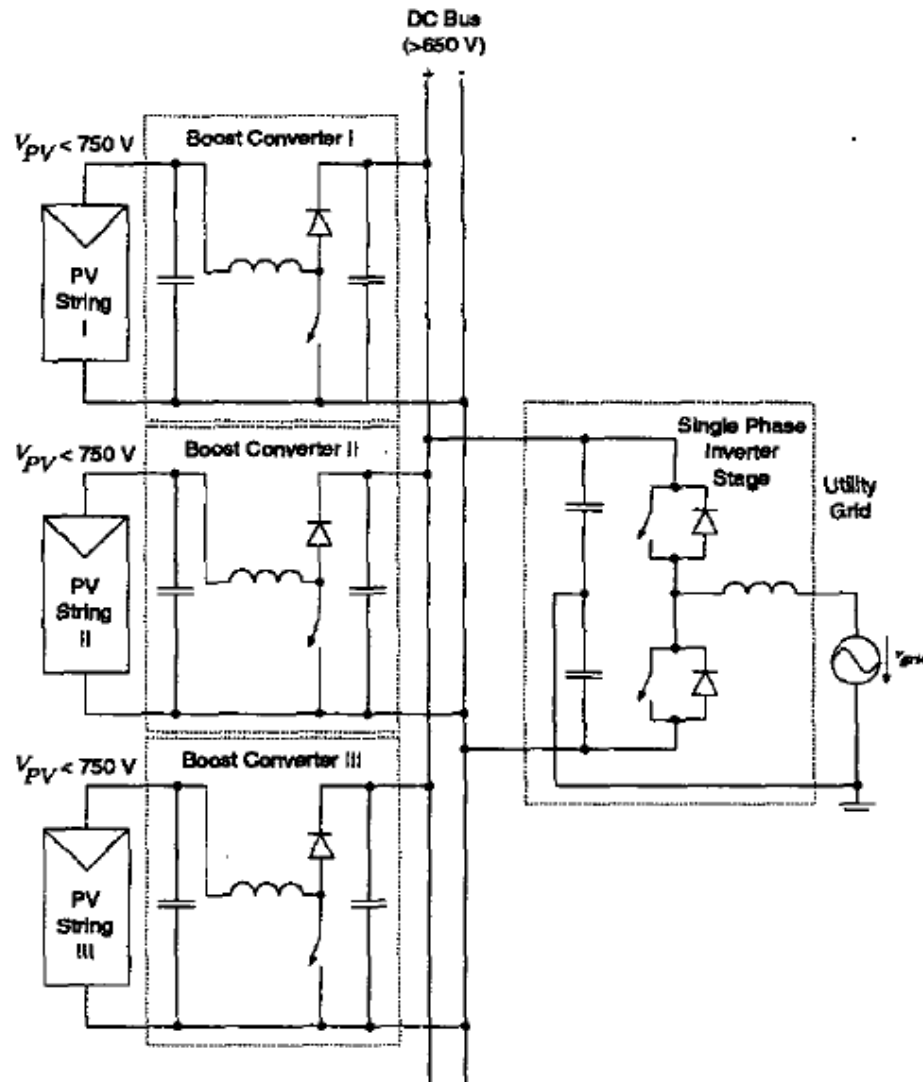 DC Bus
(>650 V)
+ -
V_PV < 750 V
Boost Converter I
PV
String
I
V_PV < 750 V
Boost Converter II
PV
String
II
Single Phase
Inverter
Stage
Utility
Grid
V_PV < 750 V
Boost Converter III
PV
String
III